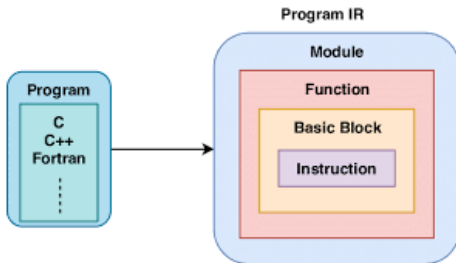 Program IR
Module
Program
Function
C
C++
Fortran
Basic Block
Instruction